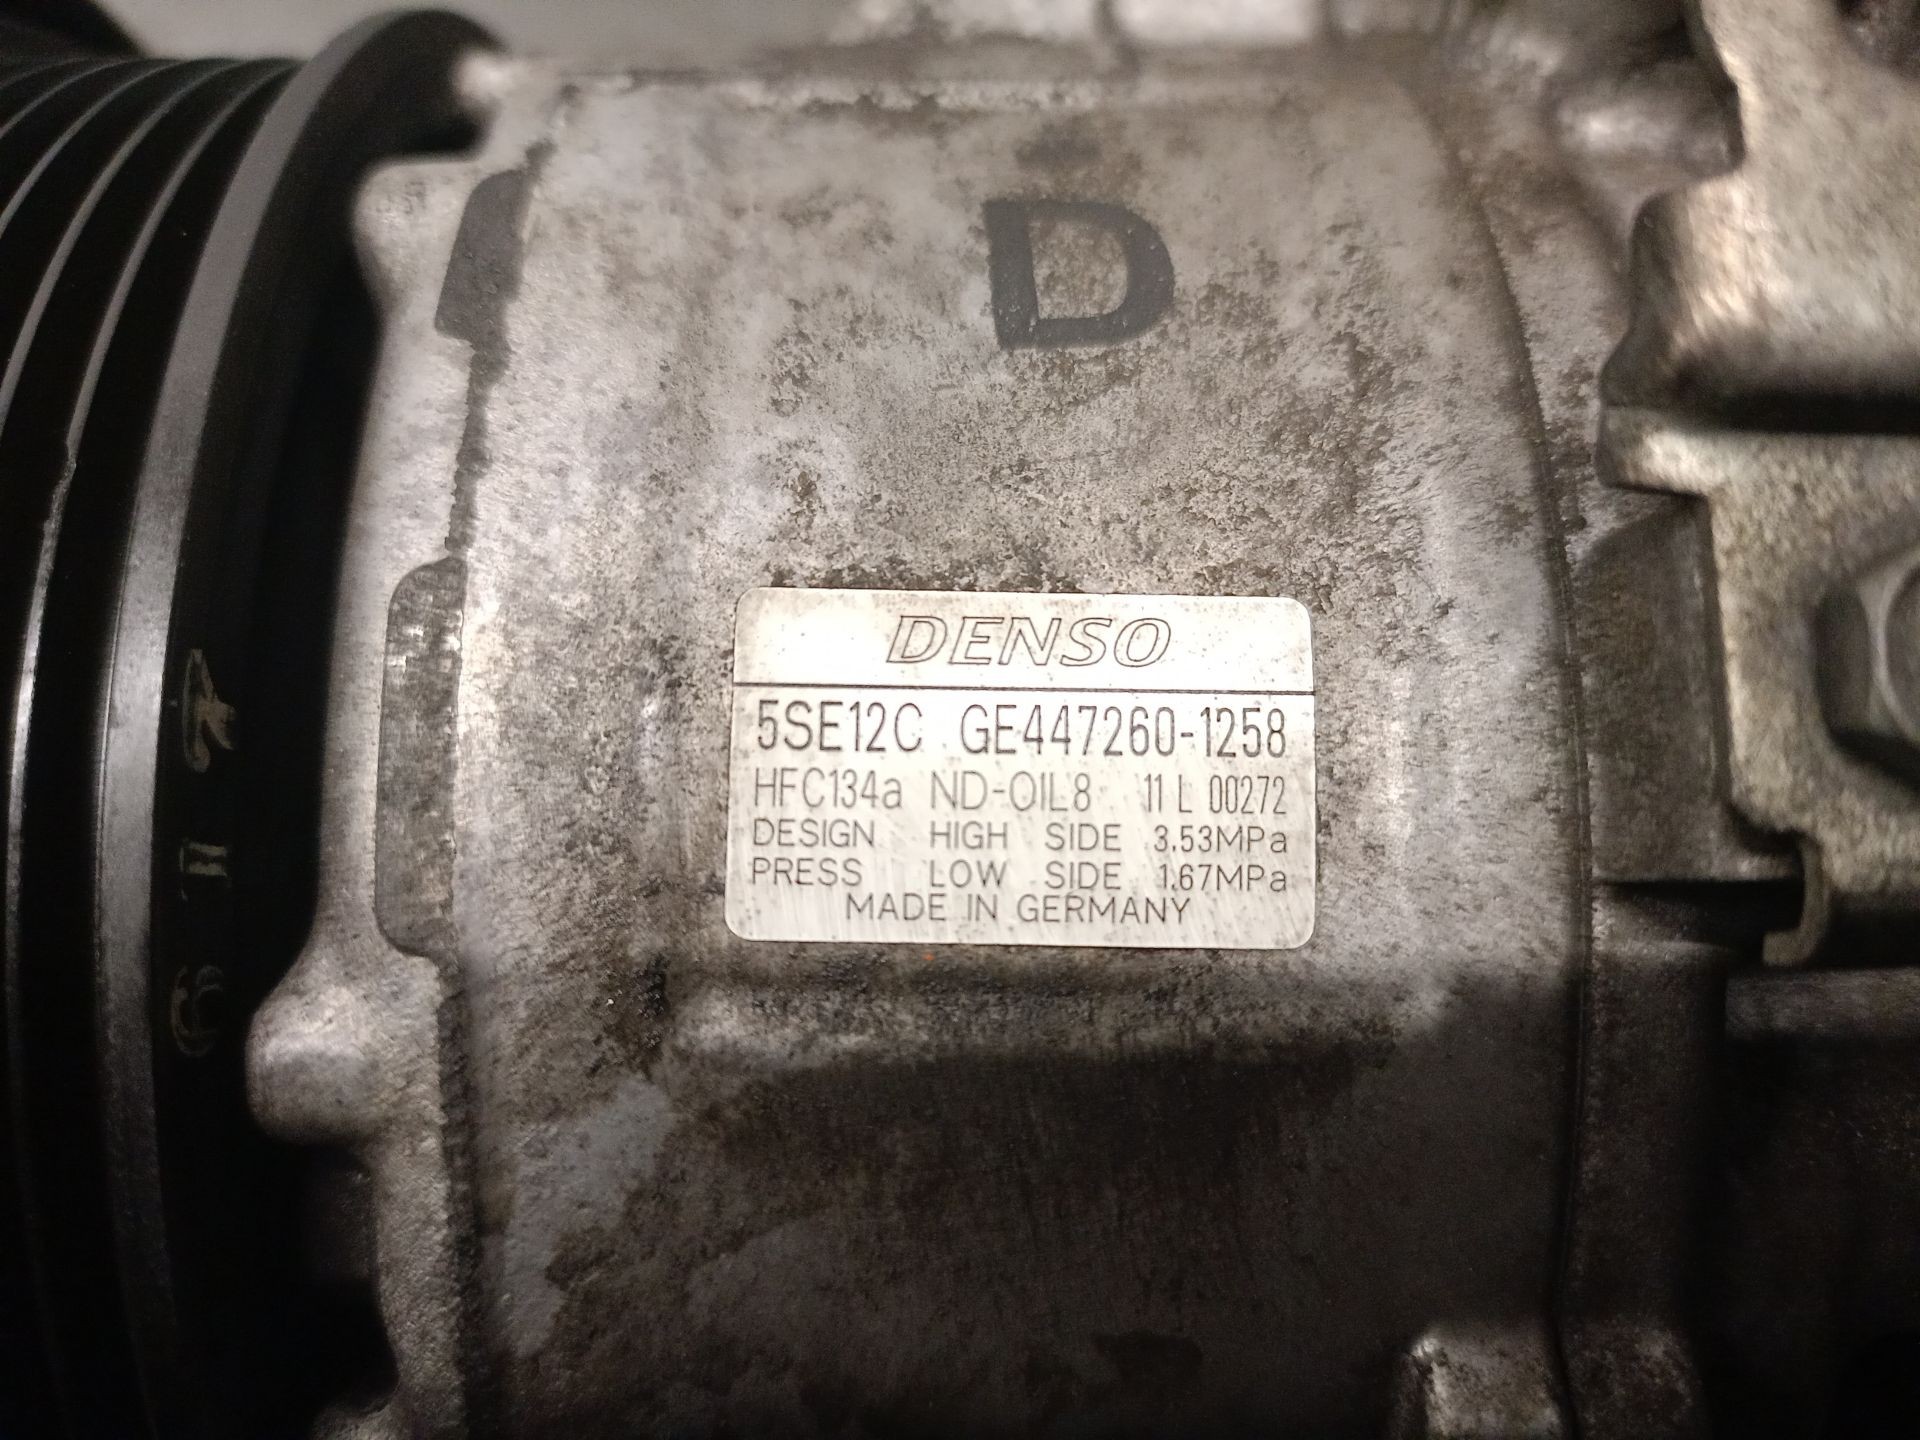 D
DENSO
5SE12C GE447260-1258
HFC134a ND-OIL8 11 L 00272
DESIGN HIGH SIDE 3.53MPa
PRESS LOW SIDE 1.67MPa
MADE IN GERMANY